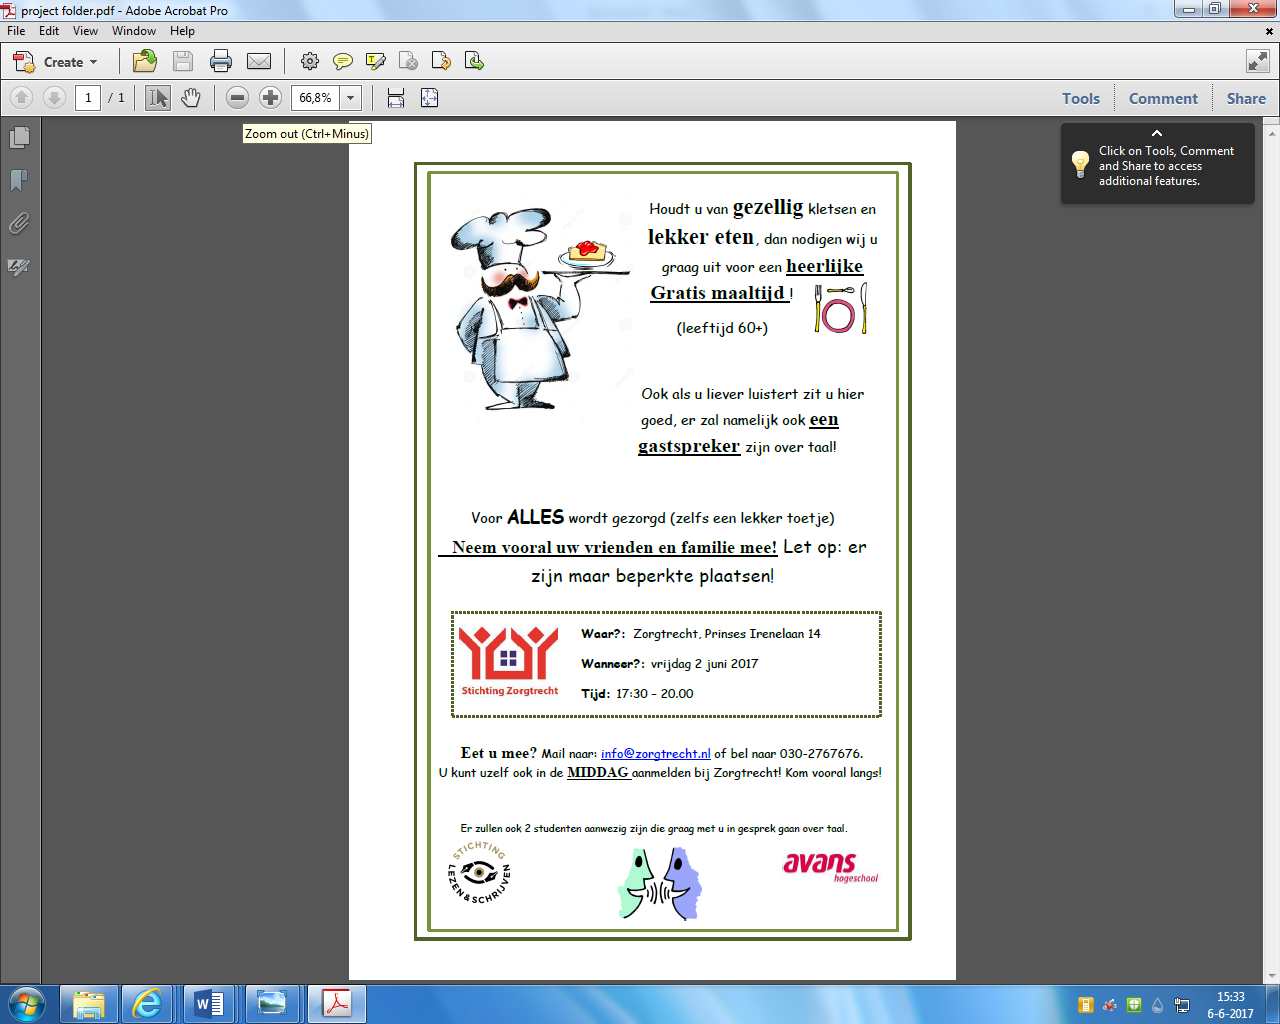 project folder.pdf - Adobe Acrobat Pro
File Edit View Window Help
Create
1 / 1 66,8% Tools Comment Share
Zoom out (Ctrl+Minus)
Click on Tools, Comment
and Share to access
additional features.
Houdt u van gezellig kletsen en
lekker eten, dan nodigen wij u
graag uit voor een heerlijke
Gratis maaltijd !
(leeftijd 60+)
Ook als u liever luistert zit u hier
goed, er zal namelijk ook een
gastspreker zijn over taal!
Voor ALLES wordt gezorgd (zelfs een lekker toetje)
Neem vooral uw vrienden en familie mee! Let op: er
zijn maar beperkte plaatsen!
Stichting Zorgtrecht
Waar?: Zorgtrecht, Prinses Irenelaan 14
Wanneer?: vrijdag 2 juni 2017
Tijd: 17:30 – 20.00
Eet u mee? Mail naar: info@zorgtrecht.nl of bel naar 030-2767676.
U kunt uzelf ook in de MIDDAG aanmelden bij Zorgtrecht! Kom vooral langs!
Er zullen ook 2 studenten aanwezig zijn die graag met u in gesprek gaan over taal.
STICHTING
LEZEN & SCHRIJVEN
avans
hogeschool
15:33
6-6-2017